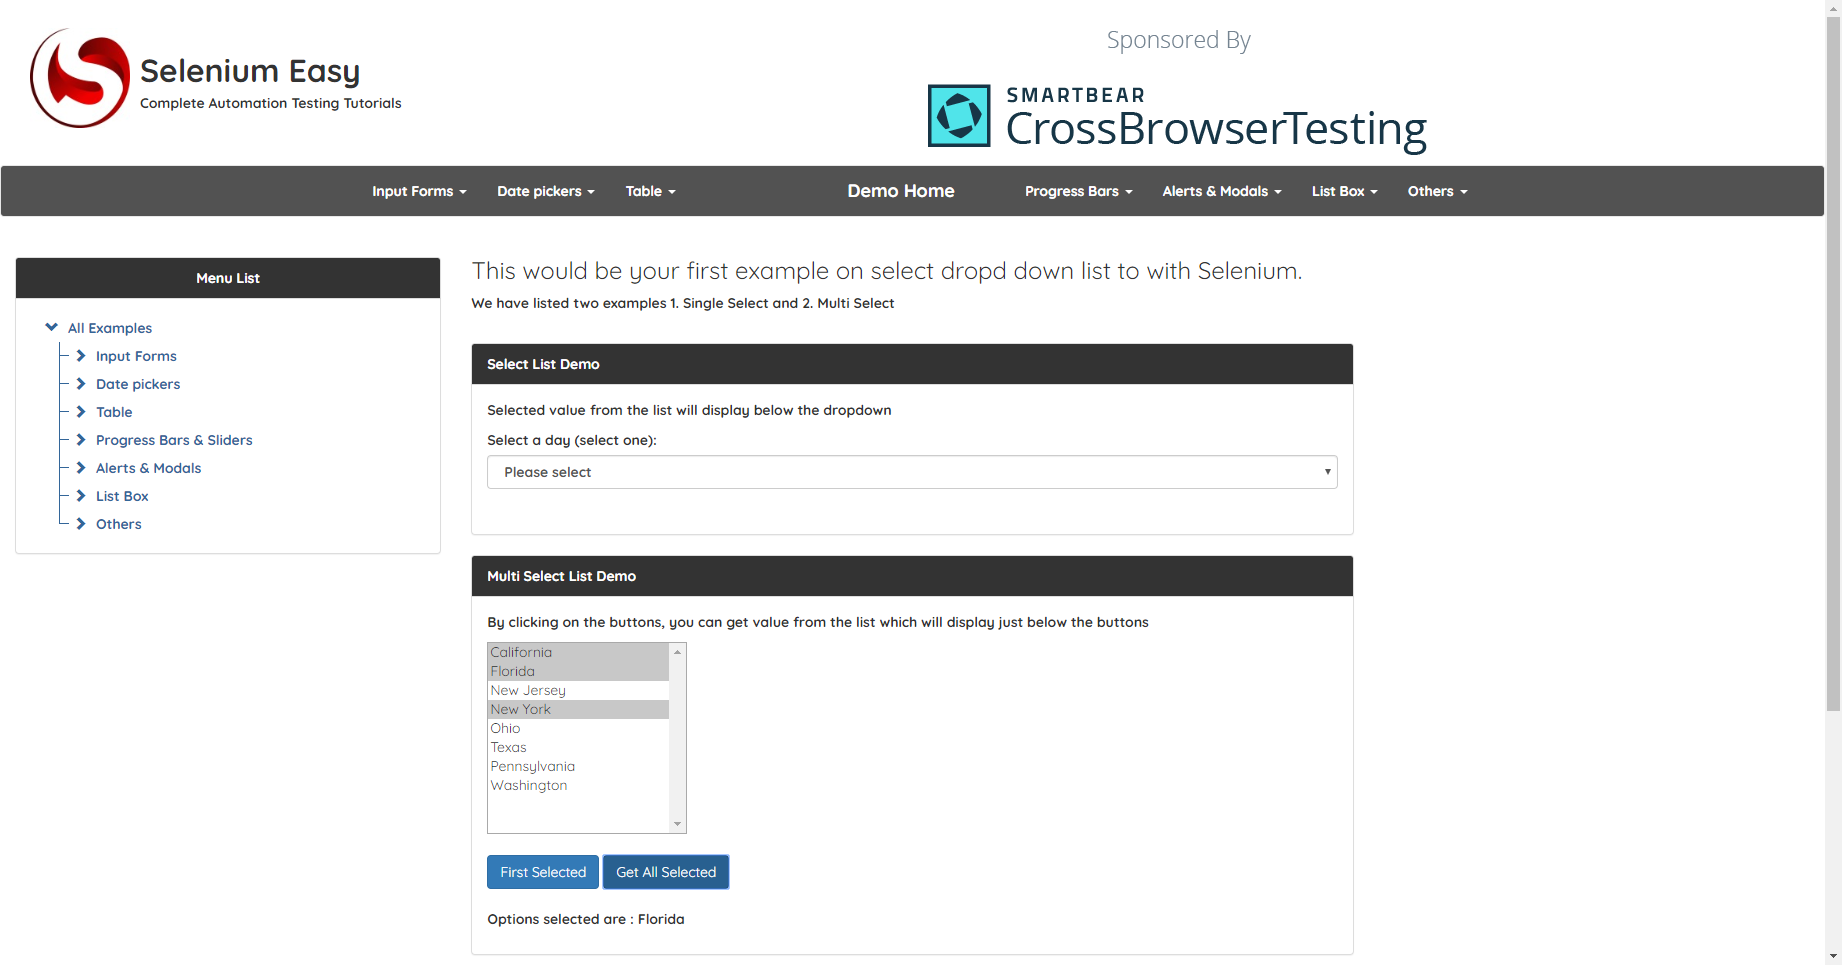 Selenium Easy
Complete Automation Testing Tutorials
Sponsored By
SMARTBEAR
CrossBrowserTesting
Input Forms Date pickers Table Demo Home Progress Bars Alerts & Modals List Box Others
Menu List
All Examples
Input Forms
Date pickers
Table
Progress Bars & Sliders
Alerts & Modals
List Box
Others
This would be your first example on select dropd down list to with Selenium.
We have listed two examples 1. Single Select and 2. Multi Select
Select List Demo
Selected value from the list will display below the dropdown
Select a day (select one):
Please select
Multi Select List Demo
By clicking on the buttons, you can get value from the list which will display just below the buttons
California
Florida
New Jersey
New York
Ohio
Texas
Pennsylvania
Washington
First Selected Get All Selected
Options selected are : Florida